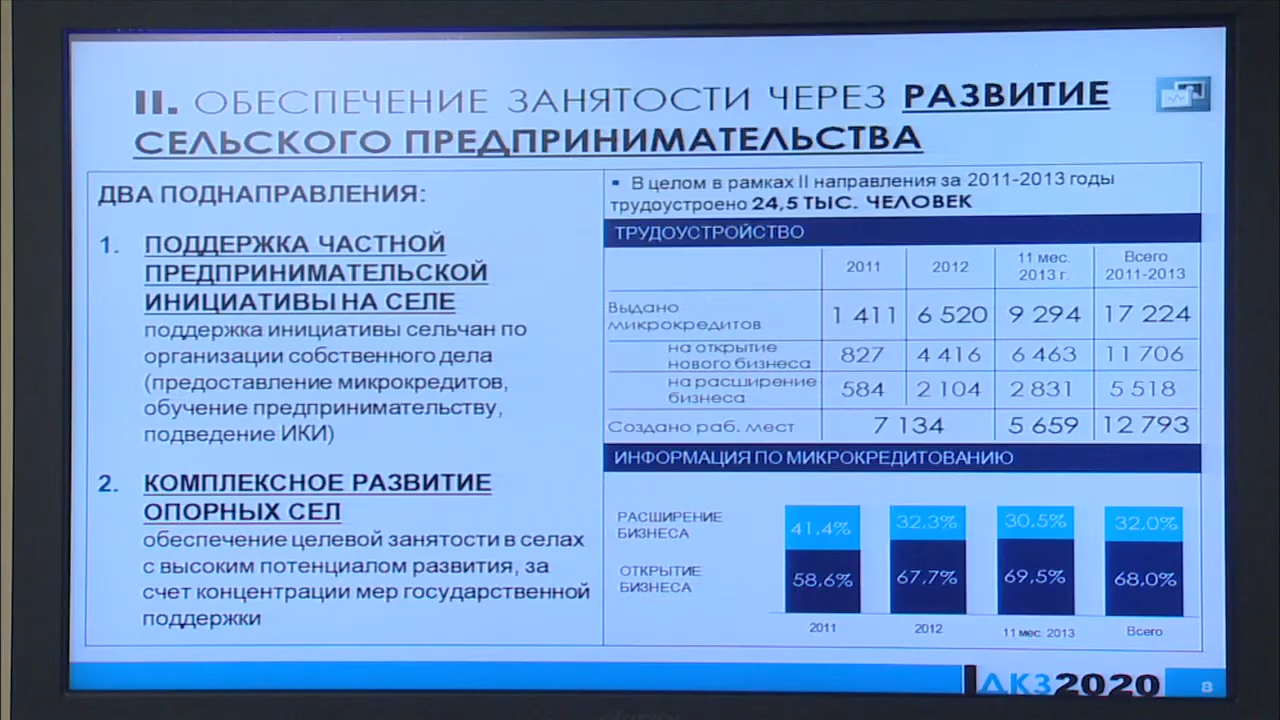 II. ОБЕСПЕЧЕНИЕ ЗАНЯТОСТИ ЧЕРЕЗ РАЗВИТИЕ
СЕЛЬСКОГО ПРЕДПРИНИМАТЕЛЬСТВА
ДВА ПОДНАПРАВЛЕНИЯ:
1. ПОДДЕРЖКА ЧАСТНОЙ
ПРЕДПРИНИМАТЕЛЬСКОЙ
ИНИЦИАТИВЫ НА СЕЛЕ
поддержка инициативы сельчан по
организации собственного дела
(предоставление микрокредитов,
обучение предпринимательству,
подведение ИКИ)
2. КОМПЛЕКСНОЕ РАЗВИТИЕ
ОПОРНЫХ СЕЛ
обеспечение целевой занятости в селах
с высоким потенциалом развития, за
счет концентрации мер государственной
поддержки
▪ В целом в рамках II направления за 2011-2013 годы
трудоустроено 24,5 ТЫС. ЧЕЛОВЕК
ТРУДОУСТРОЙСТВО
2011 2012 11 мес. 2013 г. Всего 2011-2013
Выдано микрокредитов 1 411 6 520 9 294 17 224
на открытие нового бизнеса 827 4 416 6 463 11 706
на расширение бизнеса 584 2 104 2 831 5 518
Создано раб. мест 7 134 5 659 12 793
ИНФОРМАЦИЯ ПО МИКРОКРЕДИТОВАНИЮ
РАСШИРЕНИЕ БИЗНЕСА 41,4% 32,3% 30,5% 32,0%
ОТКРЫТИЕ БИЗНЕСА 58,6% 67,7% 69,5% 68,0%
2011 2012 11 мес. 2013 Всего
ДКЗ2020 8